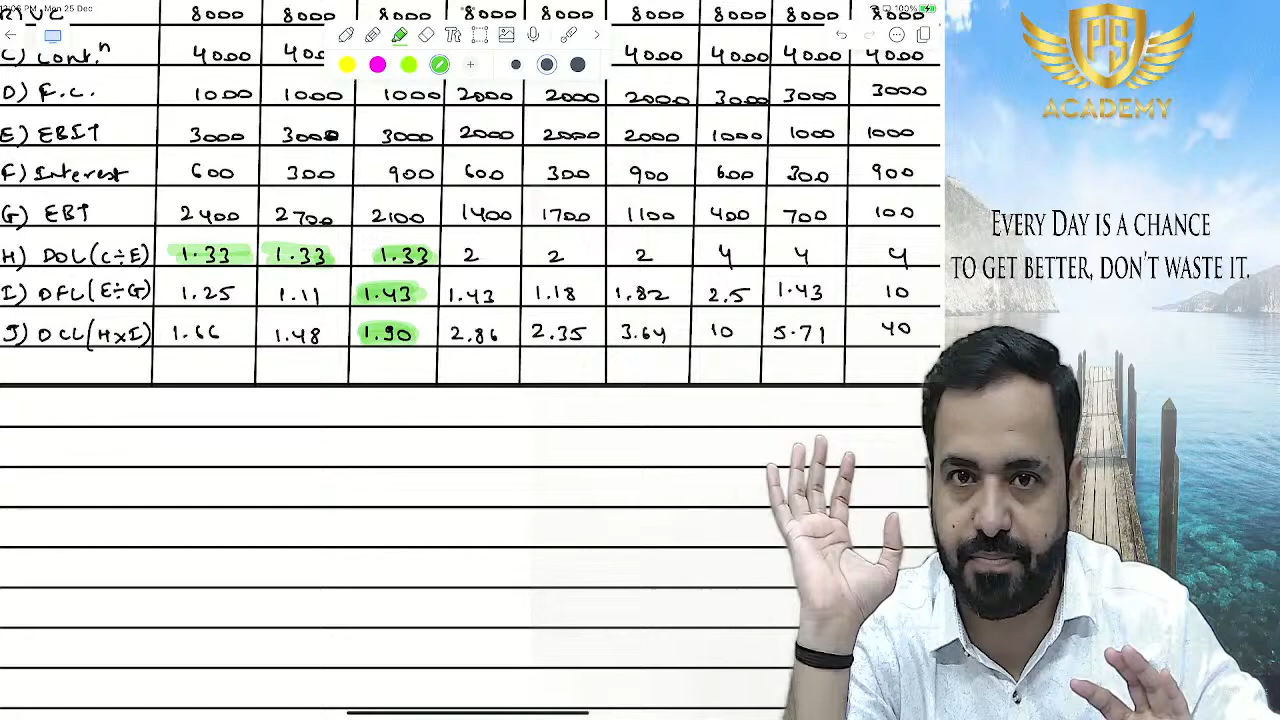 Mon 25 Dec 100%
8000 8000 8000 8000 8000 8000 8000 8000
C) Contⁿ 4000 400 4000 4000 4000
D) F.C. 1000 1000 1000 2000 2000 2000 3000 3000 3000
E) EBIT 3000 3000 3000 2000 2000 2000 1000 1000 1000
F) Interest 600 300 900 600 300 900 600 300 900
G) EBT 2400 2700 2100 1400 1700 1100 400 700 100
H) DOL (C÷E) 1.33 1.33 1.33 2 2 2 4 4 4
I) DFL (E÷G) 1.25 1.11 1.43 1.43 1.18 1.82 2.5 1.43 10
J) DCL (H×I) 1.66 1.48 1.90 2.86 2.35 3.64 10 5.71 40
PS
ACADEMY
EVERY DAY IS A CHANCE
TO GET BETTER, DON'T WASTE IT.